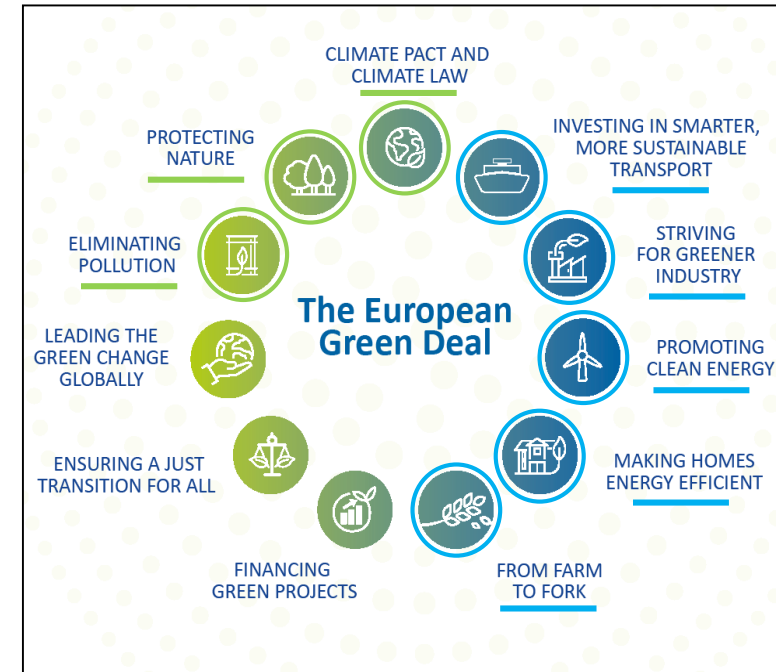 CLIMATE PACT AND
CLIMATE LAW
INVESTING IN SMARTER,
MORE SUSTAINABLE
TRANSPORT
STRIVING
FOR GREENER
INDUSTRY
PROMOTING
CLEAN ENERGY
MAKING HOMES
ENERGY EFFICIENT
FROM FARM
TO FORK
FINANCING
GREEN PROJECTS
ENSURING A JUST
TRANSITION FOR ALL
LEADING THE
GREEN CHANGE
GLOBALLY
ELIMINATING
POLLUTION
PROTECTING
NATURE
The European
Green Deal